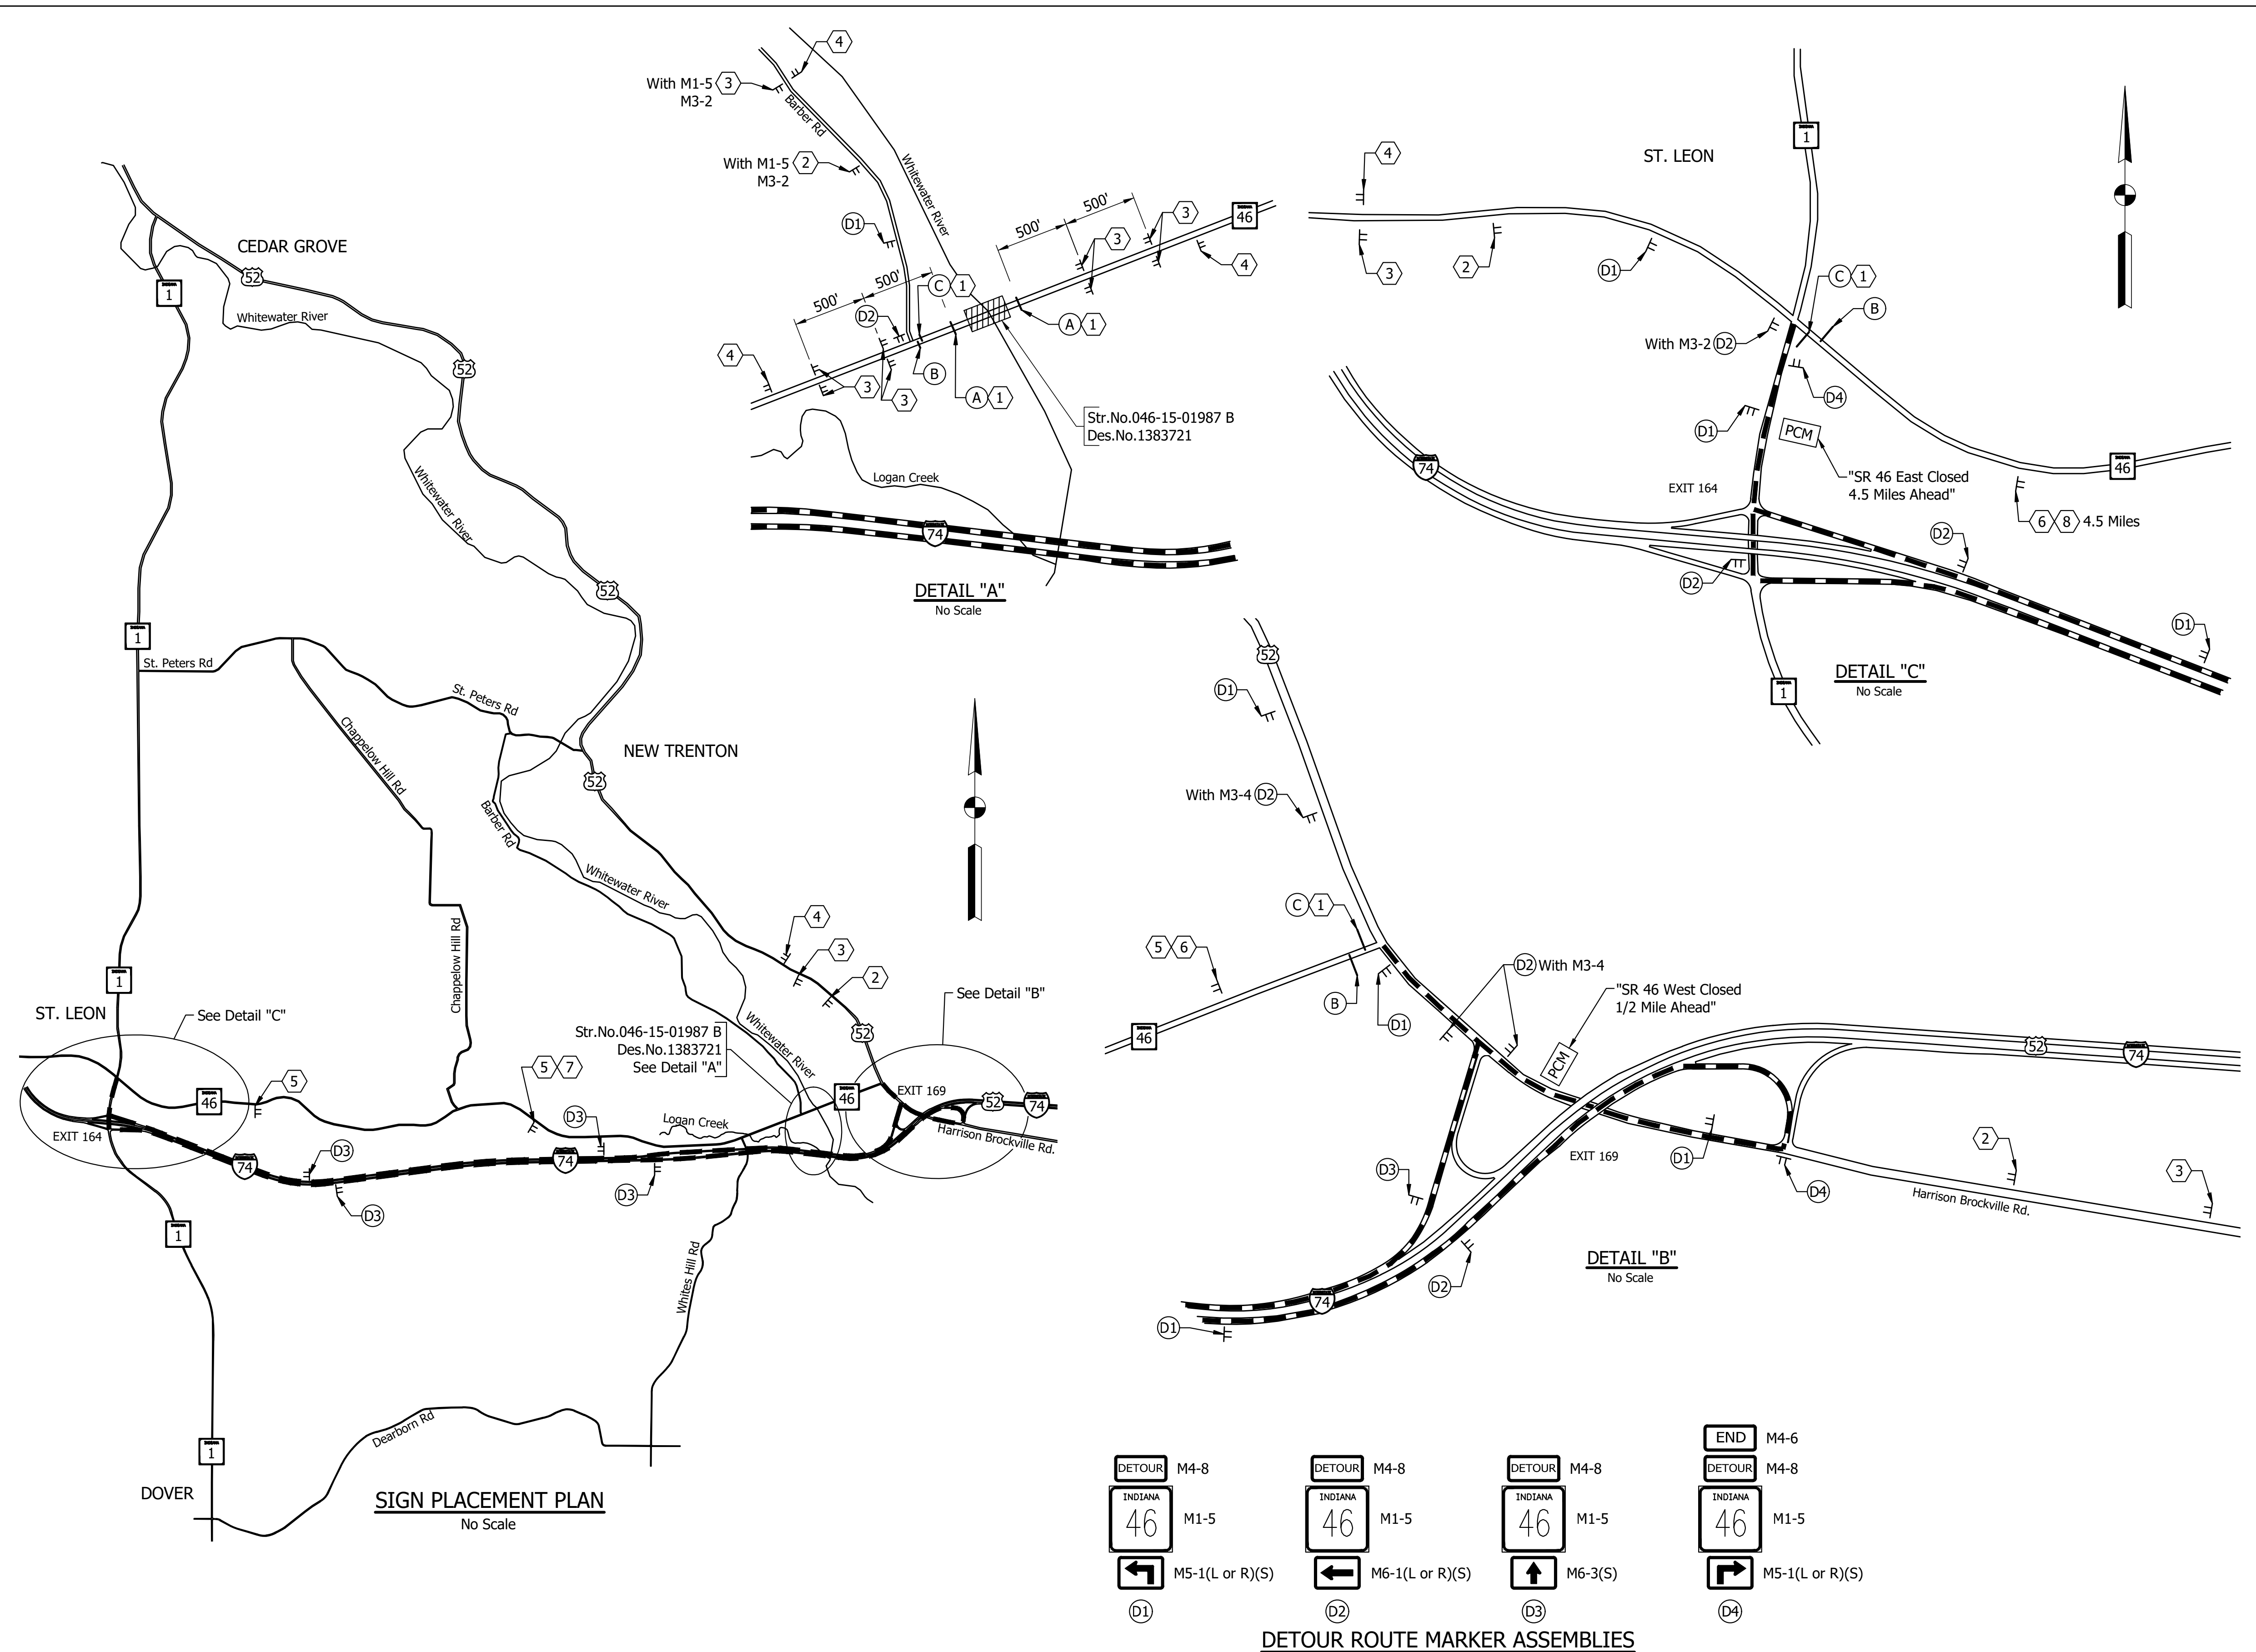 CEDAR GROVE
52
INDIANA
1
Whitewater River
52
Whitewater River
INDIANA
1
52
St. Peters Rd
St. Peters Rd
Chappelow Hill Rd
NEW TRENTON
52
Barber Rd
Whitewater River
Chappelow Hill Rd
4
3
2
INDIANA
1
ST. LEON
See Detail "C"
See Detail "B"
Str.No.046-15-01987 B
Des.No.1383721
See Detail "A"
Whitewater River
52
5
5
7
INDIANA
46
INDIANA
46
EXIT 169
52
74
D3
Logan Creek
Harrison Brockville Rd.
EXIT 164
D3
74
74
D3
D3
INDIANA
1
Whites Hill Rd
Dearborn Rd
INDIANA
1
DOVER
SIGN PLACEMENT PLAN
No Scale
4
With M1-5 3
M3-2
Barber Rd
With M1-5 2
M3-2
Whitewater River
D1
500'
500'
3
INDIANA
46
3
4
500'
500'
C 1
D2
A 1
4
B
3
3
A 1
Str.No.046-15-01987 B
Des.No.1383721
Logan Creek
74
DETAIL "A"
No Scale
INDIANA
1
ST. LEON
4
3
2
D1
C 1
B
With M3-2 D2
D4
D1
PCM
74
INDIANA
46
EXIT 164
"SR 46 East Closed
4.5 Miles Ahead"
6 8 4.5 Miles
D2
D2
D1
INDIANA
1
DETAIL "C"
No Scale
52
D1
With M3-4 D2
C 1
5 6
D2 With M3-4
"SR 46 West Closed
1/2 Mile Ahead"
B
D1
PCM
INDIANA
46
52
74
D3
EXIT 169
D1
2
D4
3
Harrison Brockville Rd.
D2
74
D1
DETAIL "B"
No Scale
END M4-6
DETOUR M4-8
DETOUR M4-8
DETOUR M4-8
DETOUR M4-8
INDIANA
46 M1-5
INDIANA
46 M1-5
INDIANA
46 M1-5
INDIANA
46 M1-5
M5-1(L or R)(S)
M6-1(L or R)(S)
M6-3(S)
M5-1(L or R)(S)
D1
D2
D3
D4
DETOUR ROUTE MARKER ASSEMBLIES